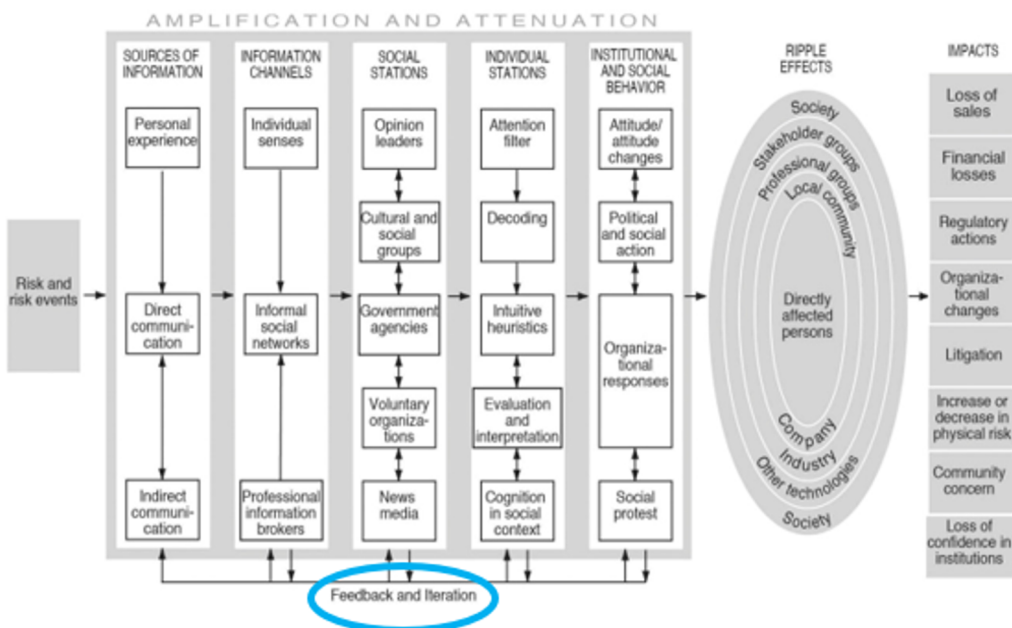 AMPLIFICATION AND ATTENUATION
SOURCES OF
INFORMATION
INFORMATION
CHANNELS
SOCIAL
STATIONS
INDIVIDUAL
STATIONS
INSTITUTIONAL
AND SOCIAL
BEHAVIOR
RIPPLE
EFFECTS
IMPACTS
Risk and
risk events
Personal
experience
Direct
communi-
cation
Indirect
communi-
cation
Individual
senses
Informal
social
networks
Professional
information
brokers
Opinion
leaders
Cultural and
social
groups
Government
agencies
Voluntary
organiza-
tions
News
media
Attention
filter
Decoding
Intuitive
heuristics
Evaluation and
interpretation
Cognition
in social
context
Attitude/
attitude
changes
Political
and social
action
Organiza-
tional
responses
Social
protest
Society
Stakeholder groups
Professional groups
Local community
Directly
affected
persons
Company
Industry
Other technologies
Society
Loss of
sales
Financial
losses
Regulatory
actions
Organiza-
tional
changes
Litigation
Increase or
decrease in
physical risk
Community
concern
Loss of
confidence in
institutions
Feedback and Iteration